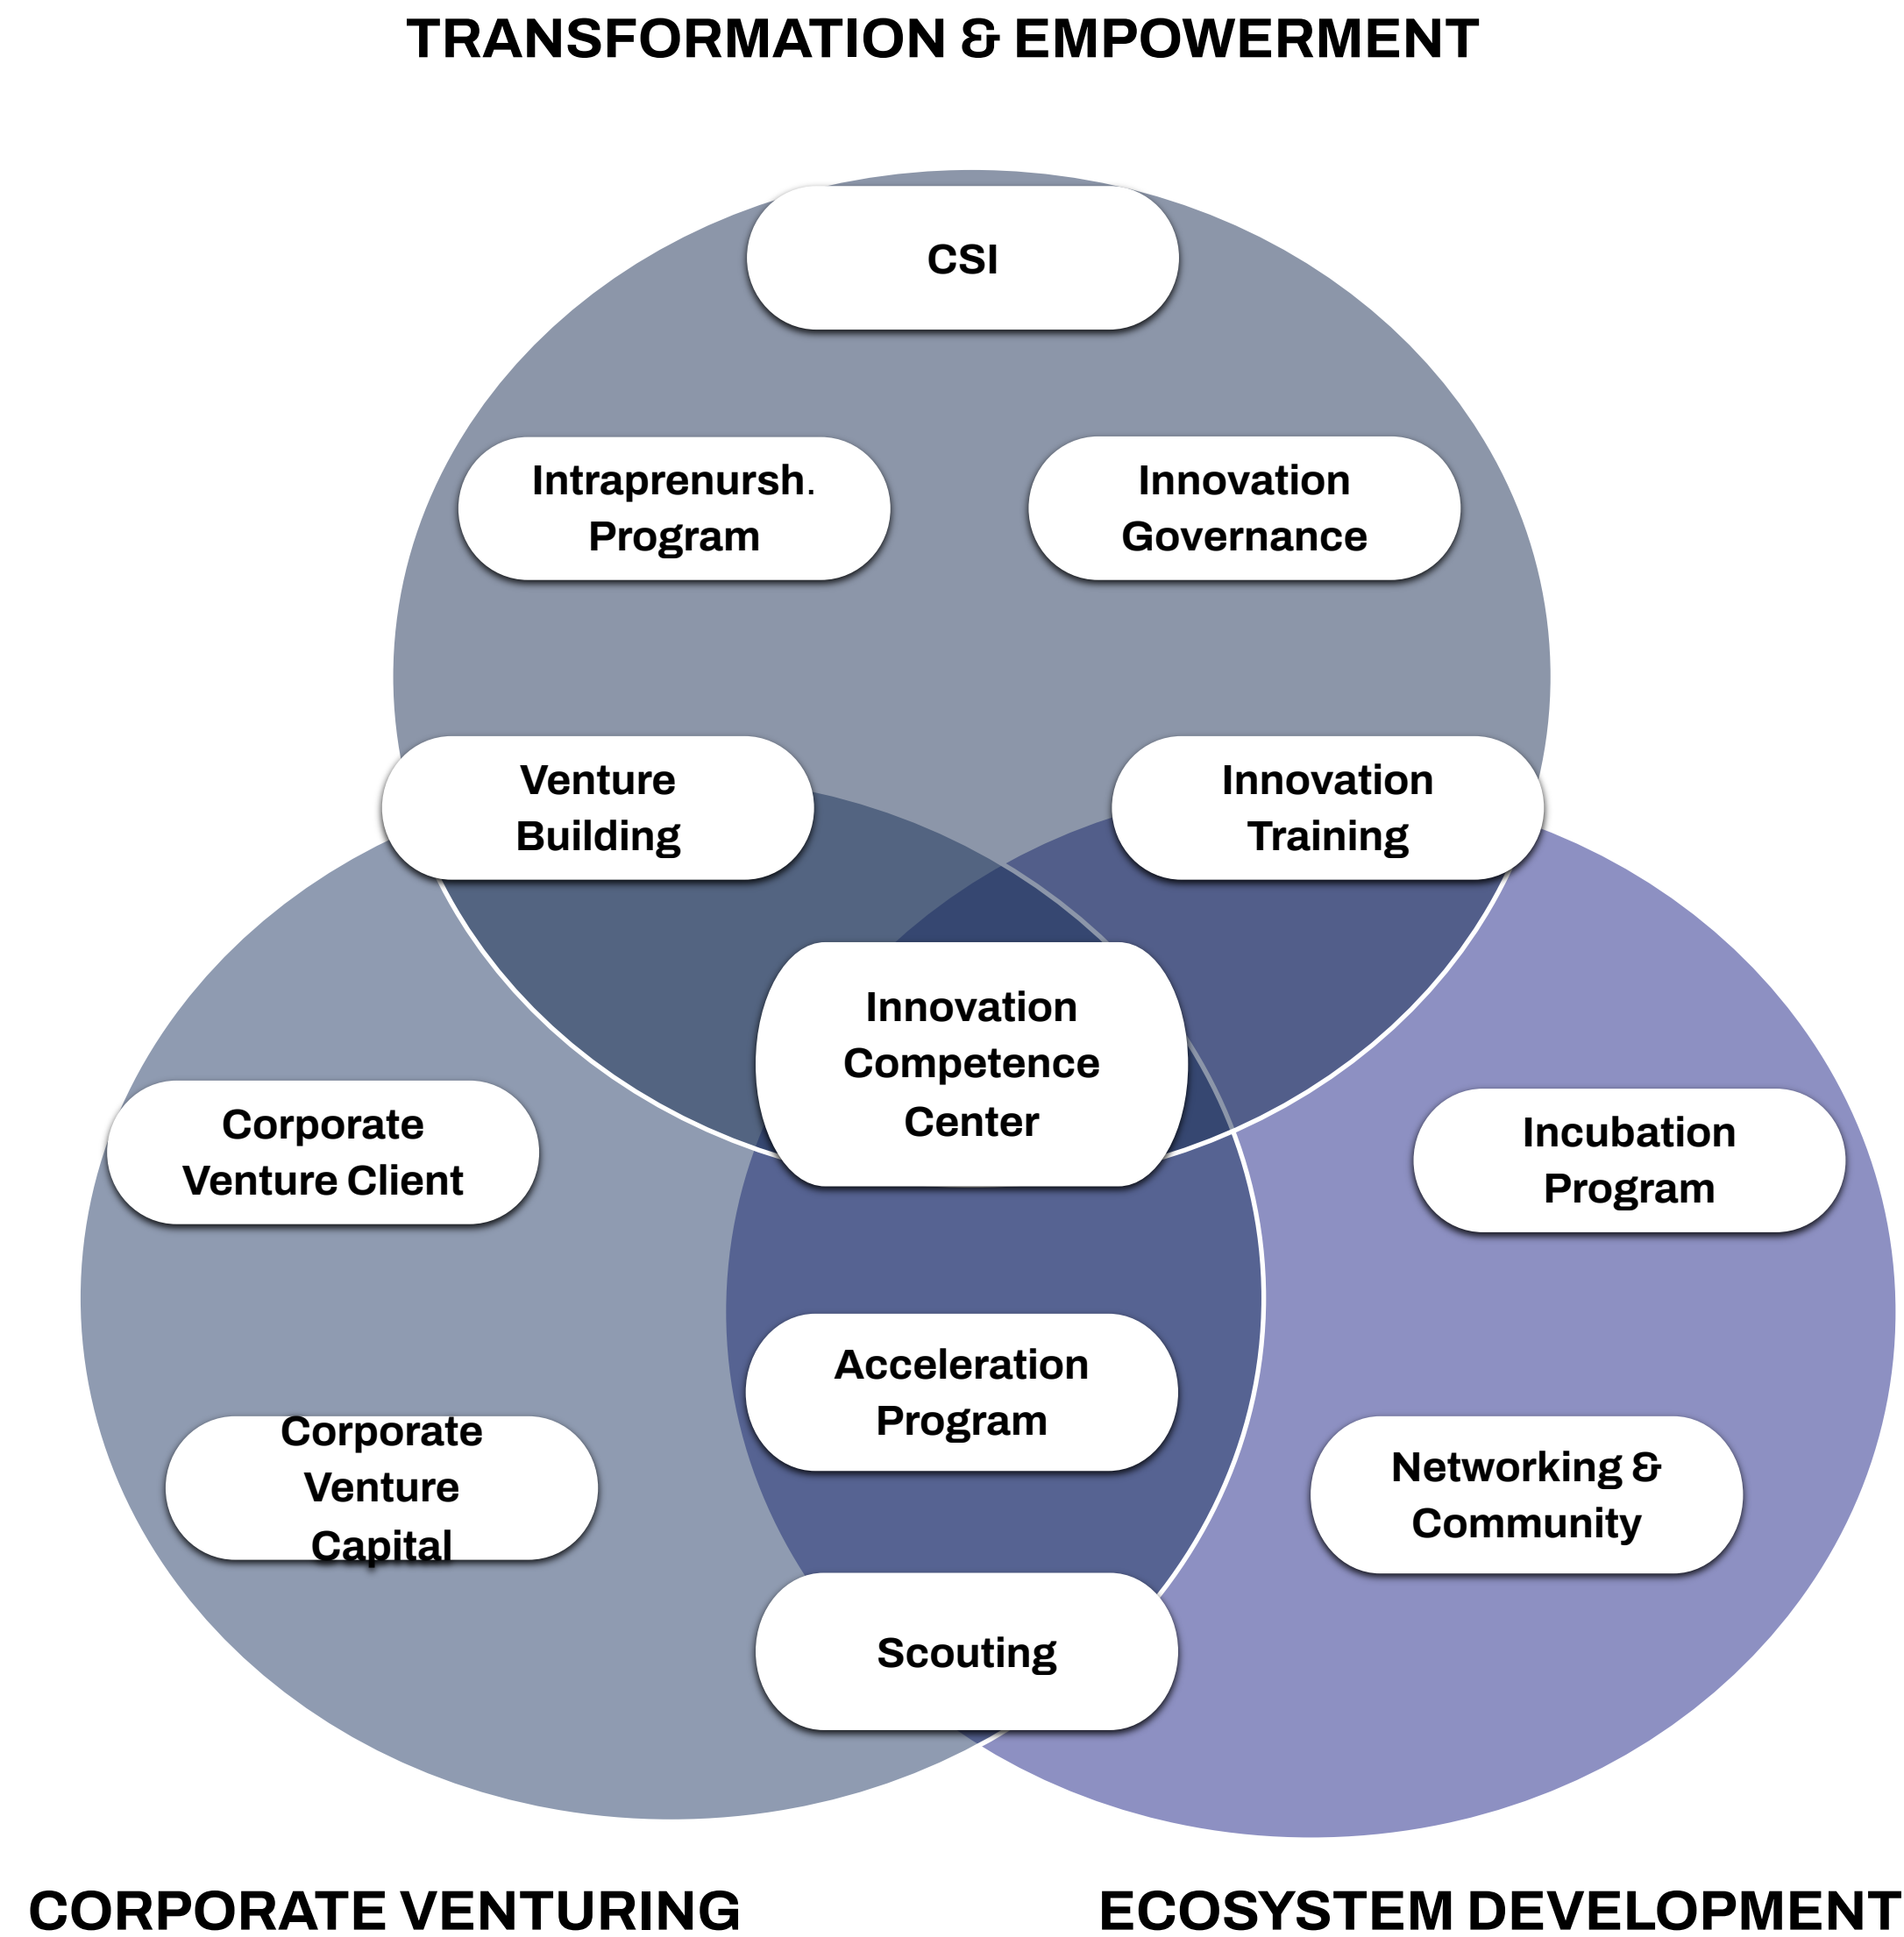 TRANSFORMATION & EMPOWERMENT
CSI
Intraprenursh.
Program
Innovation
Governance
Venture
Building
Innovation
Training
Innovation
Competence
Center
Corporate
Venture Client
Incubation
Program
Acceleration
Program
Corporate
Venture
Capital
Networking &
Community
Scouting
CORPORATE VENTURING
ECOSYSTEM DEVELOPMENT